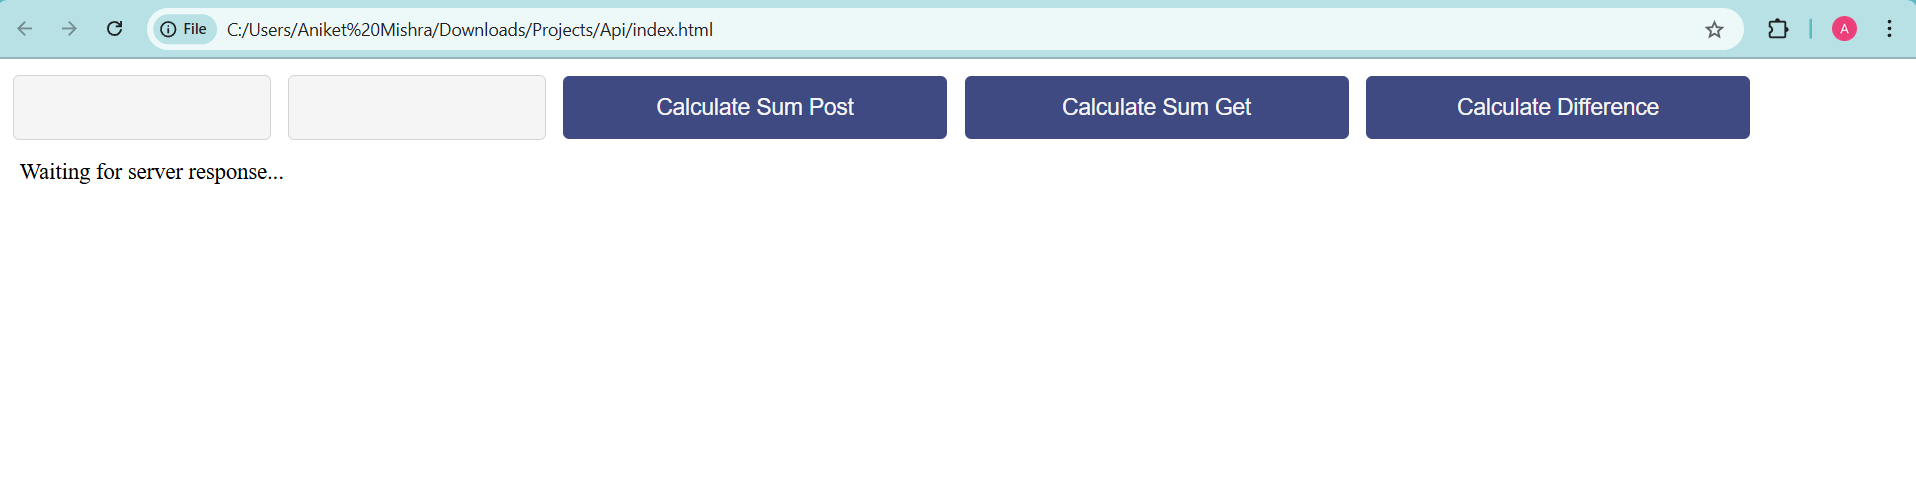 File C:/Users/Aniket%20Mishra/Downloads/Projects/Api/index.html A
Calculate Sum Post Calculate Sum Get Calculate Difference
Waiting for server response...